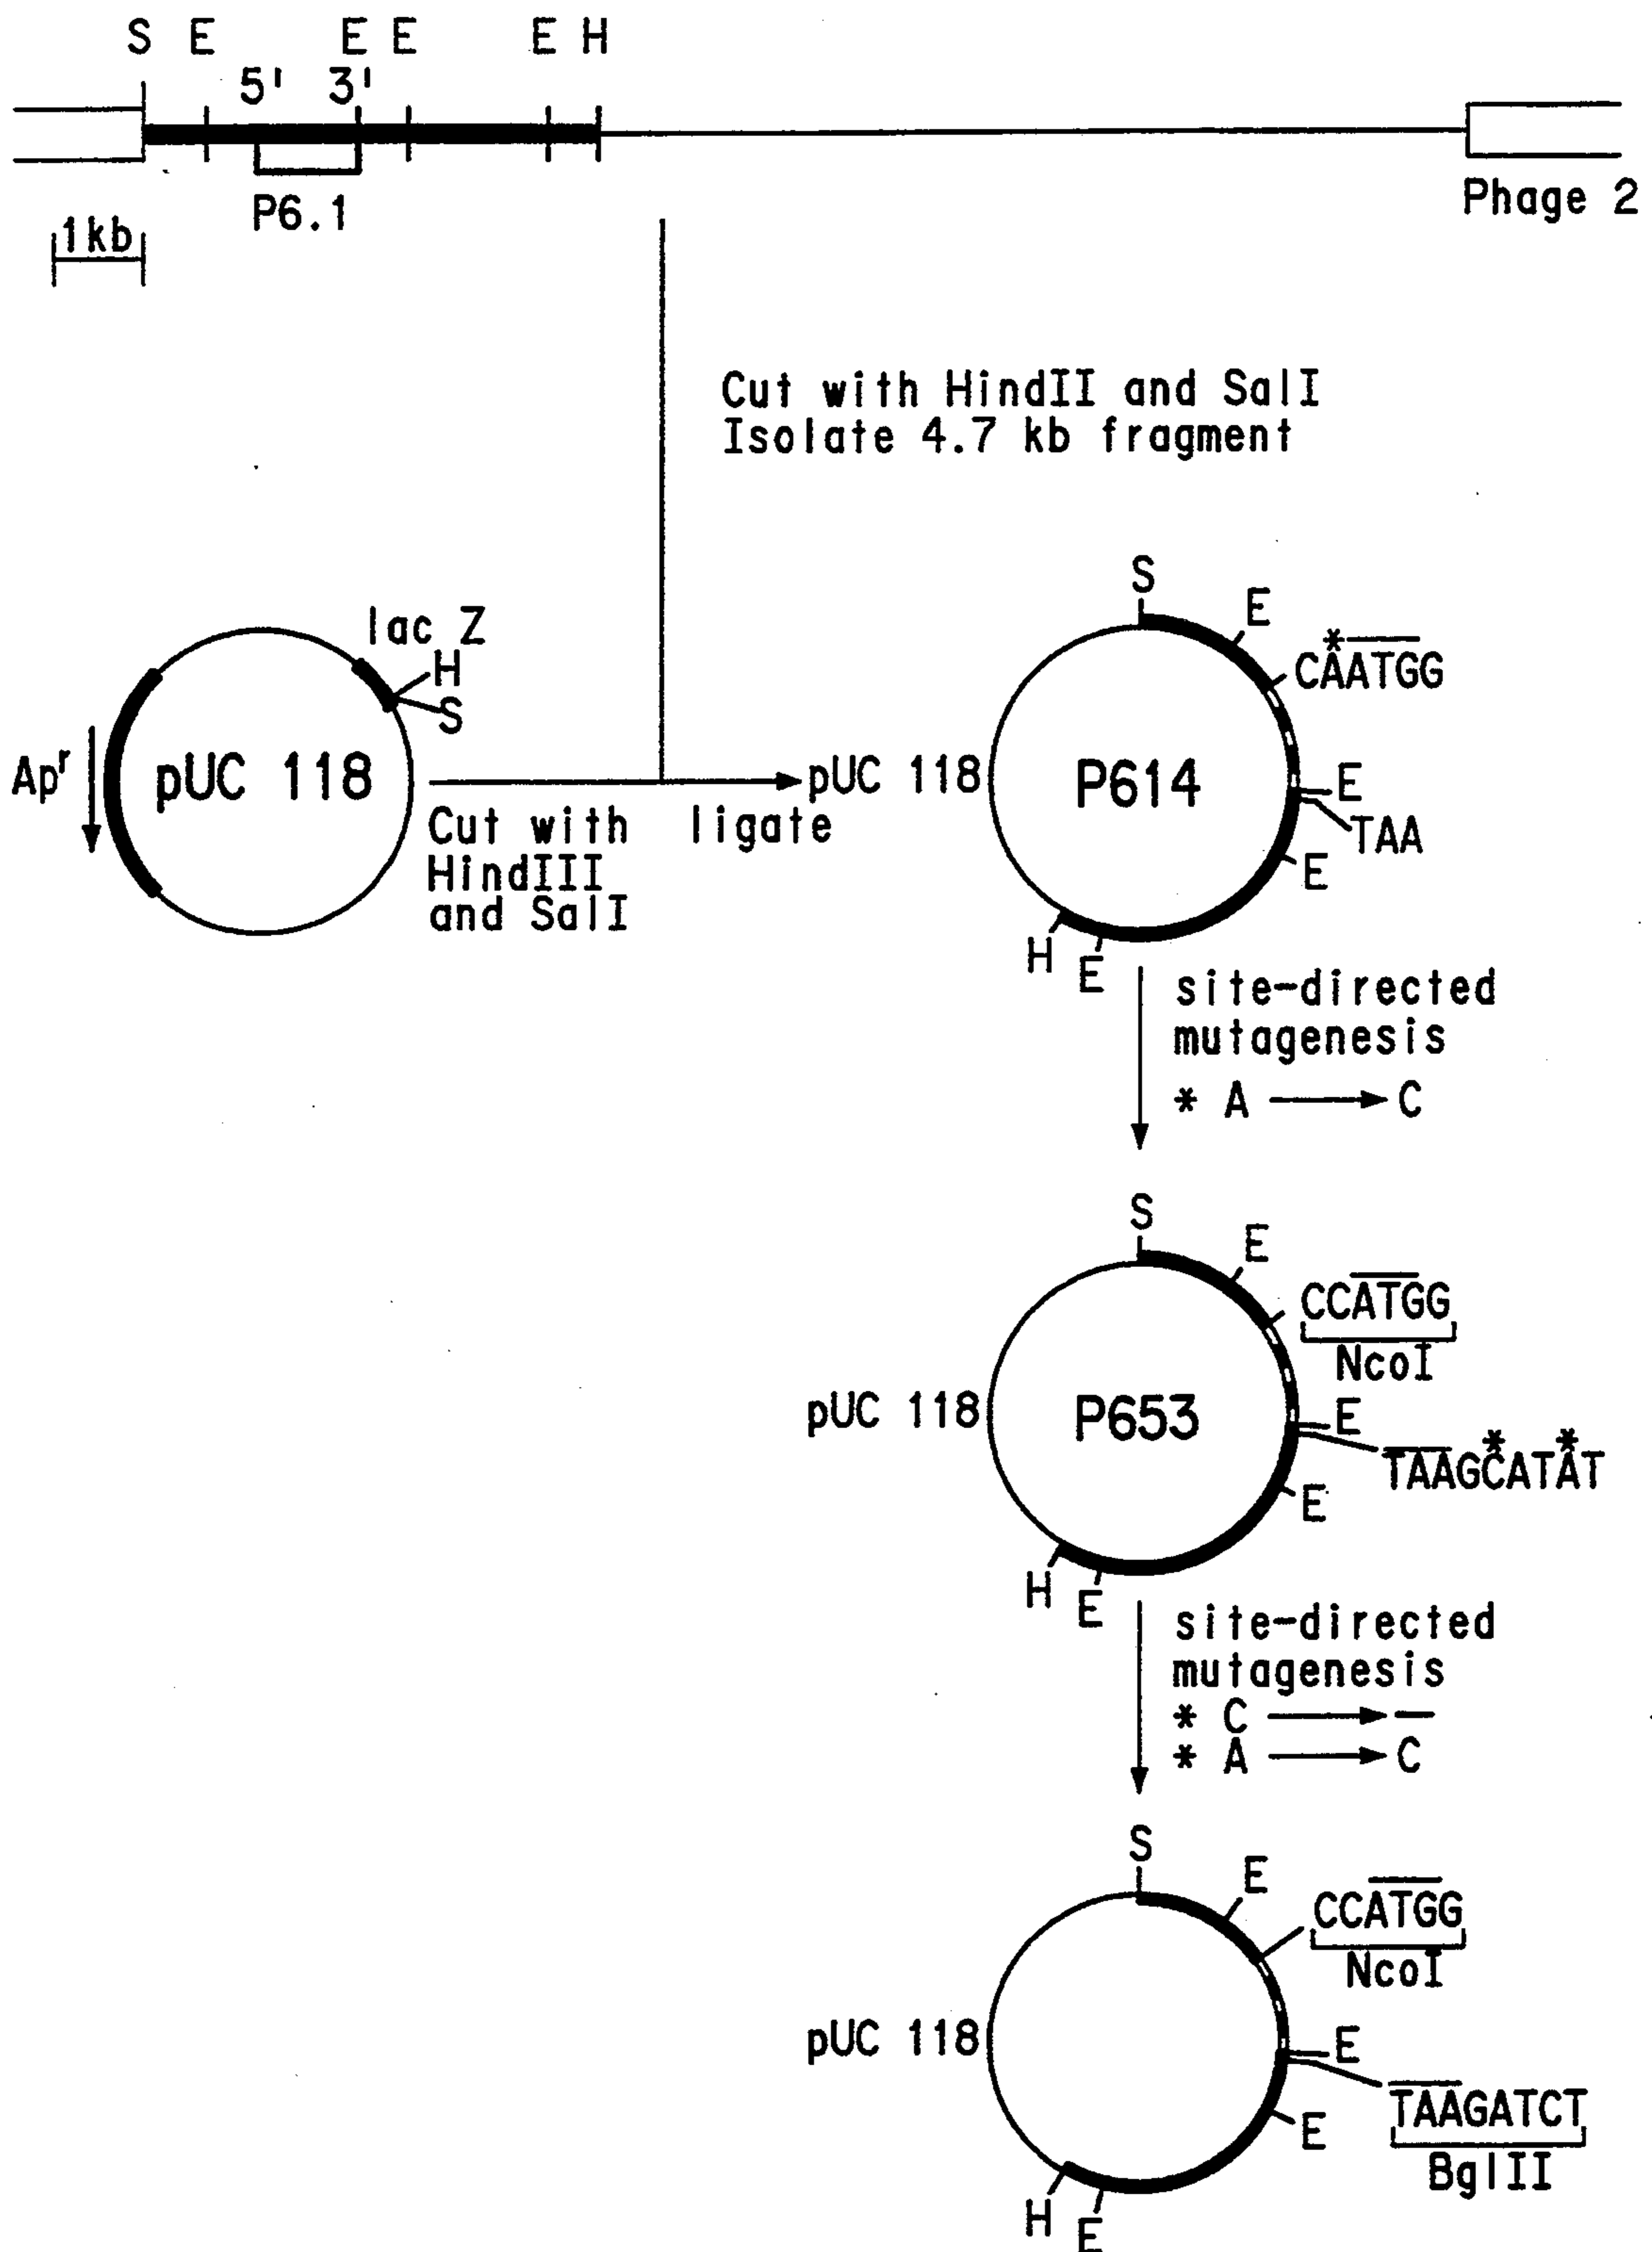 S E E E E H
5' 3'
P6.1
Phage 2
1kb
Cut with HindII and SalI
Isolate 4.7 kb fragment
lac Z
H
S
Apʳ
pUC 118
Cut with
HindIII
and SalI
ligate
pUC 118
P614
S
E
*
CAATGG
E
TAA
E
E
H
site-directed
mutagenesis
* A → C
S
E
CCATGG
NcoI
pUC 118
P653
E
* *
TAAGCATAT
E
E
H
site-directed
mutagenesis
* C → —
* A → C
S
E
CCATGG
NcoI
pUC 118
E
TAAGATCT
BglII
E
E
H